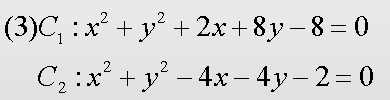 (3)C₁ : x² + y² + 2x + 8y − 8 = 0
C₂ : x² + y² − 4x − 4y − 2 = 0